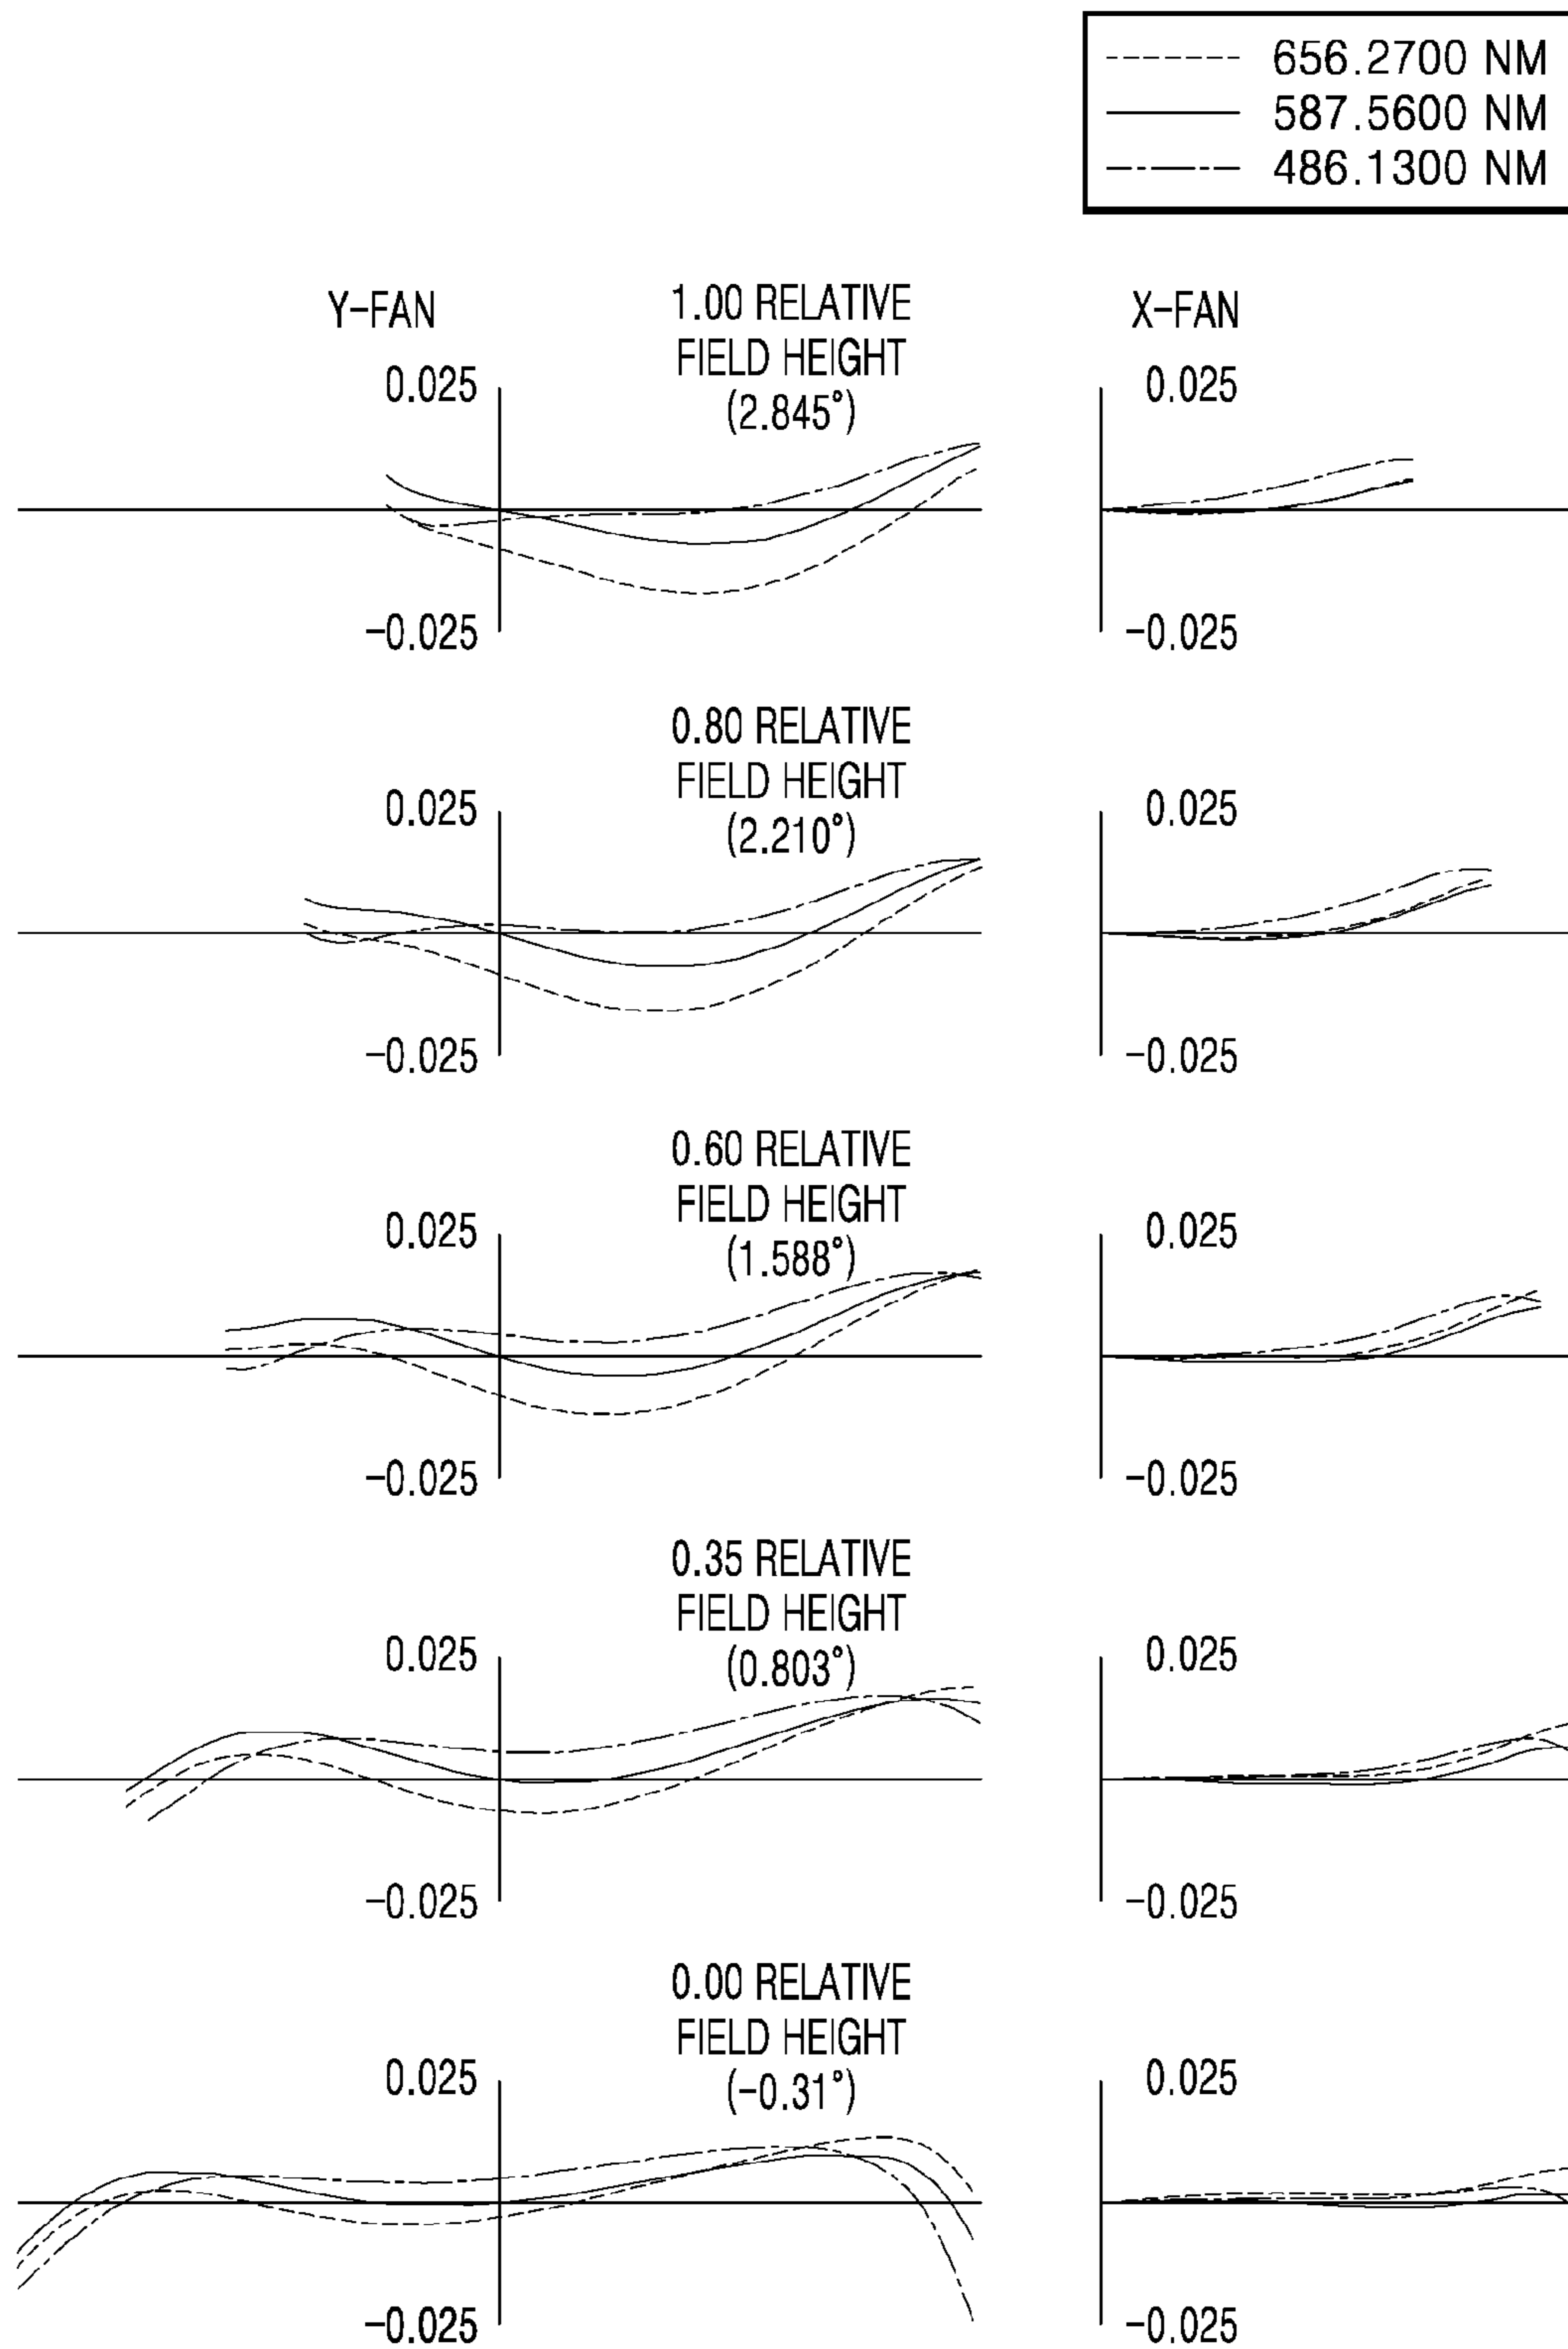 656.2700 NM
587.5600 NM
486.1300 NM
Y-FAN
1.00 RELATIVE
FIELD HEIGHT
(2.845°)
X-FAN
0.025
0.025
-0.025
-0.025
0.80 RELATIVE
FIELD HEIGHT
(2.210°)
0.025
0.025
-0.025
-0.025
0.60 RELATIVE
FIELD HEIGHT
(1.588°)
0.025
0.025
-0.025
-0.025
0.35 RELATIVE
FIELD HEIGHT
(0.803°)
0.025
0.025
-0.025
-0.025
0.00 RELATIVE
FIELD HEIGHT
(-0.31°)
0.025
0.025
-0.025
-0.025